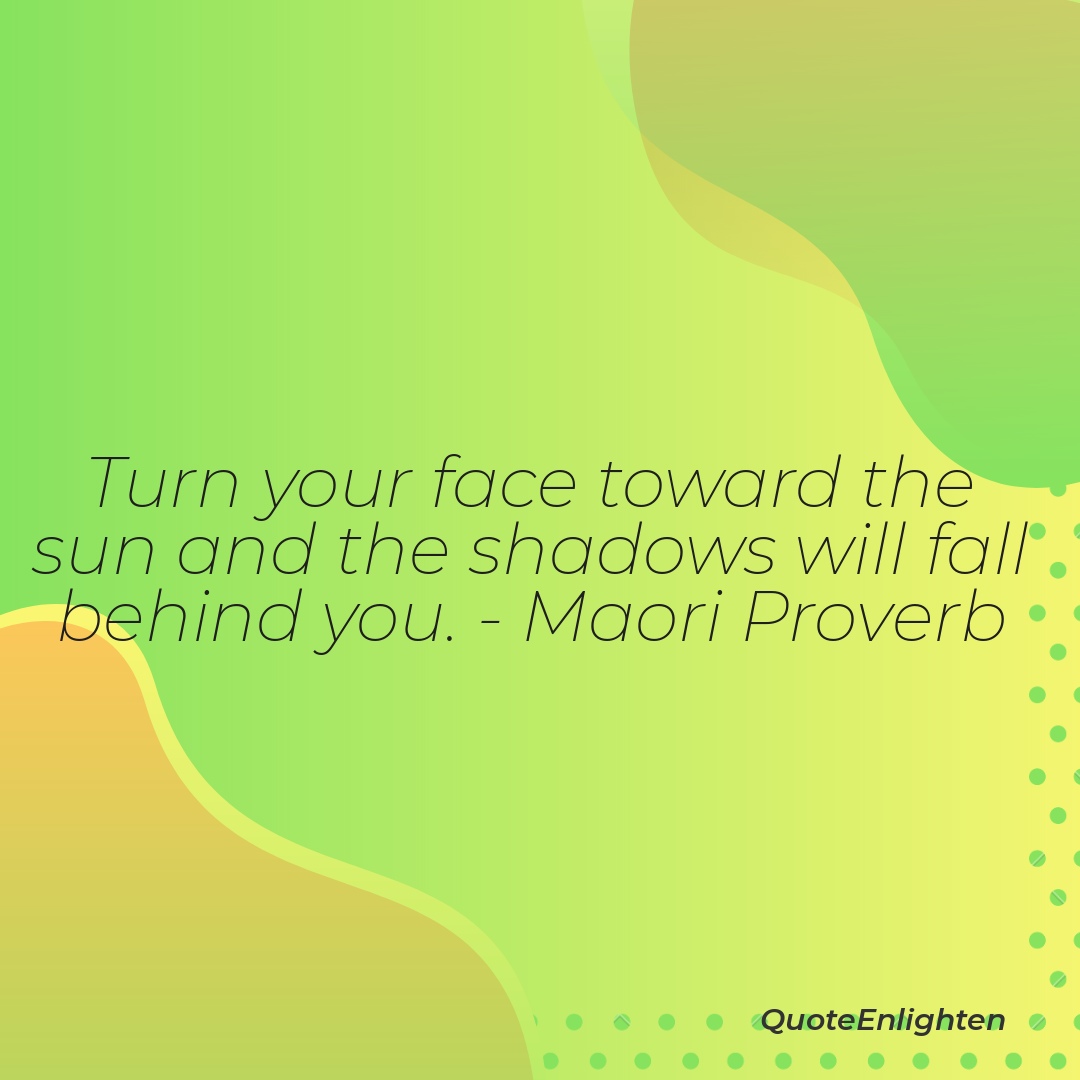 Turn your face toward the
sun and the shadows will fall
behind you. - Maori Proverb
QuoteEnlighten